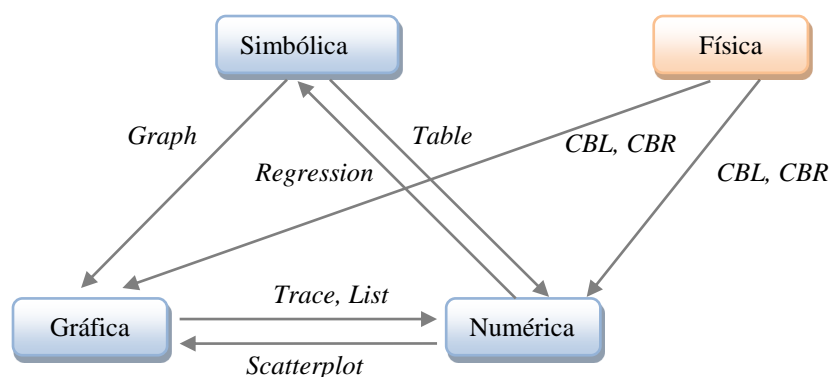 Simbólica
Física
Graph
Table
CBL, CBR
Regression
CBL, CBR
Trace, List
Gráfica
Numérica
Scatterplot